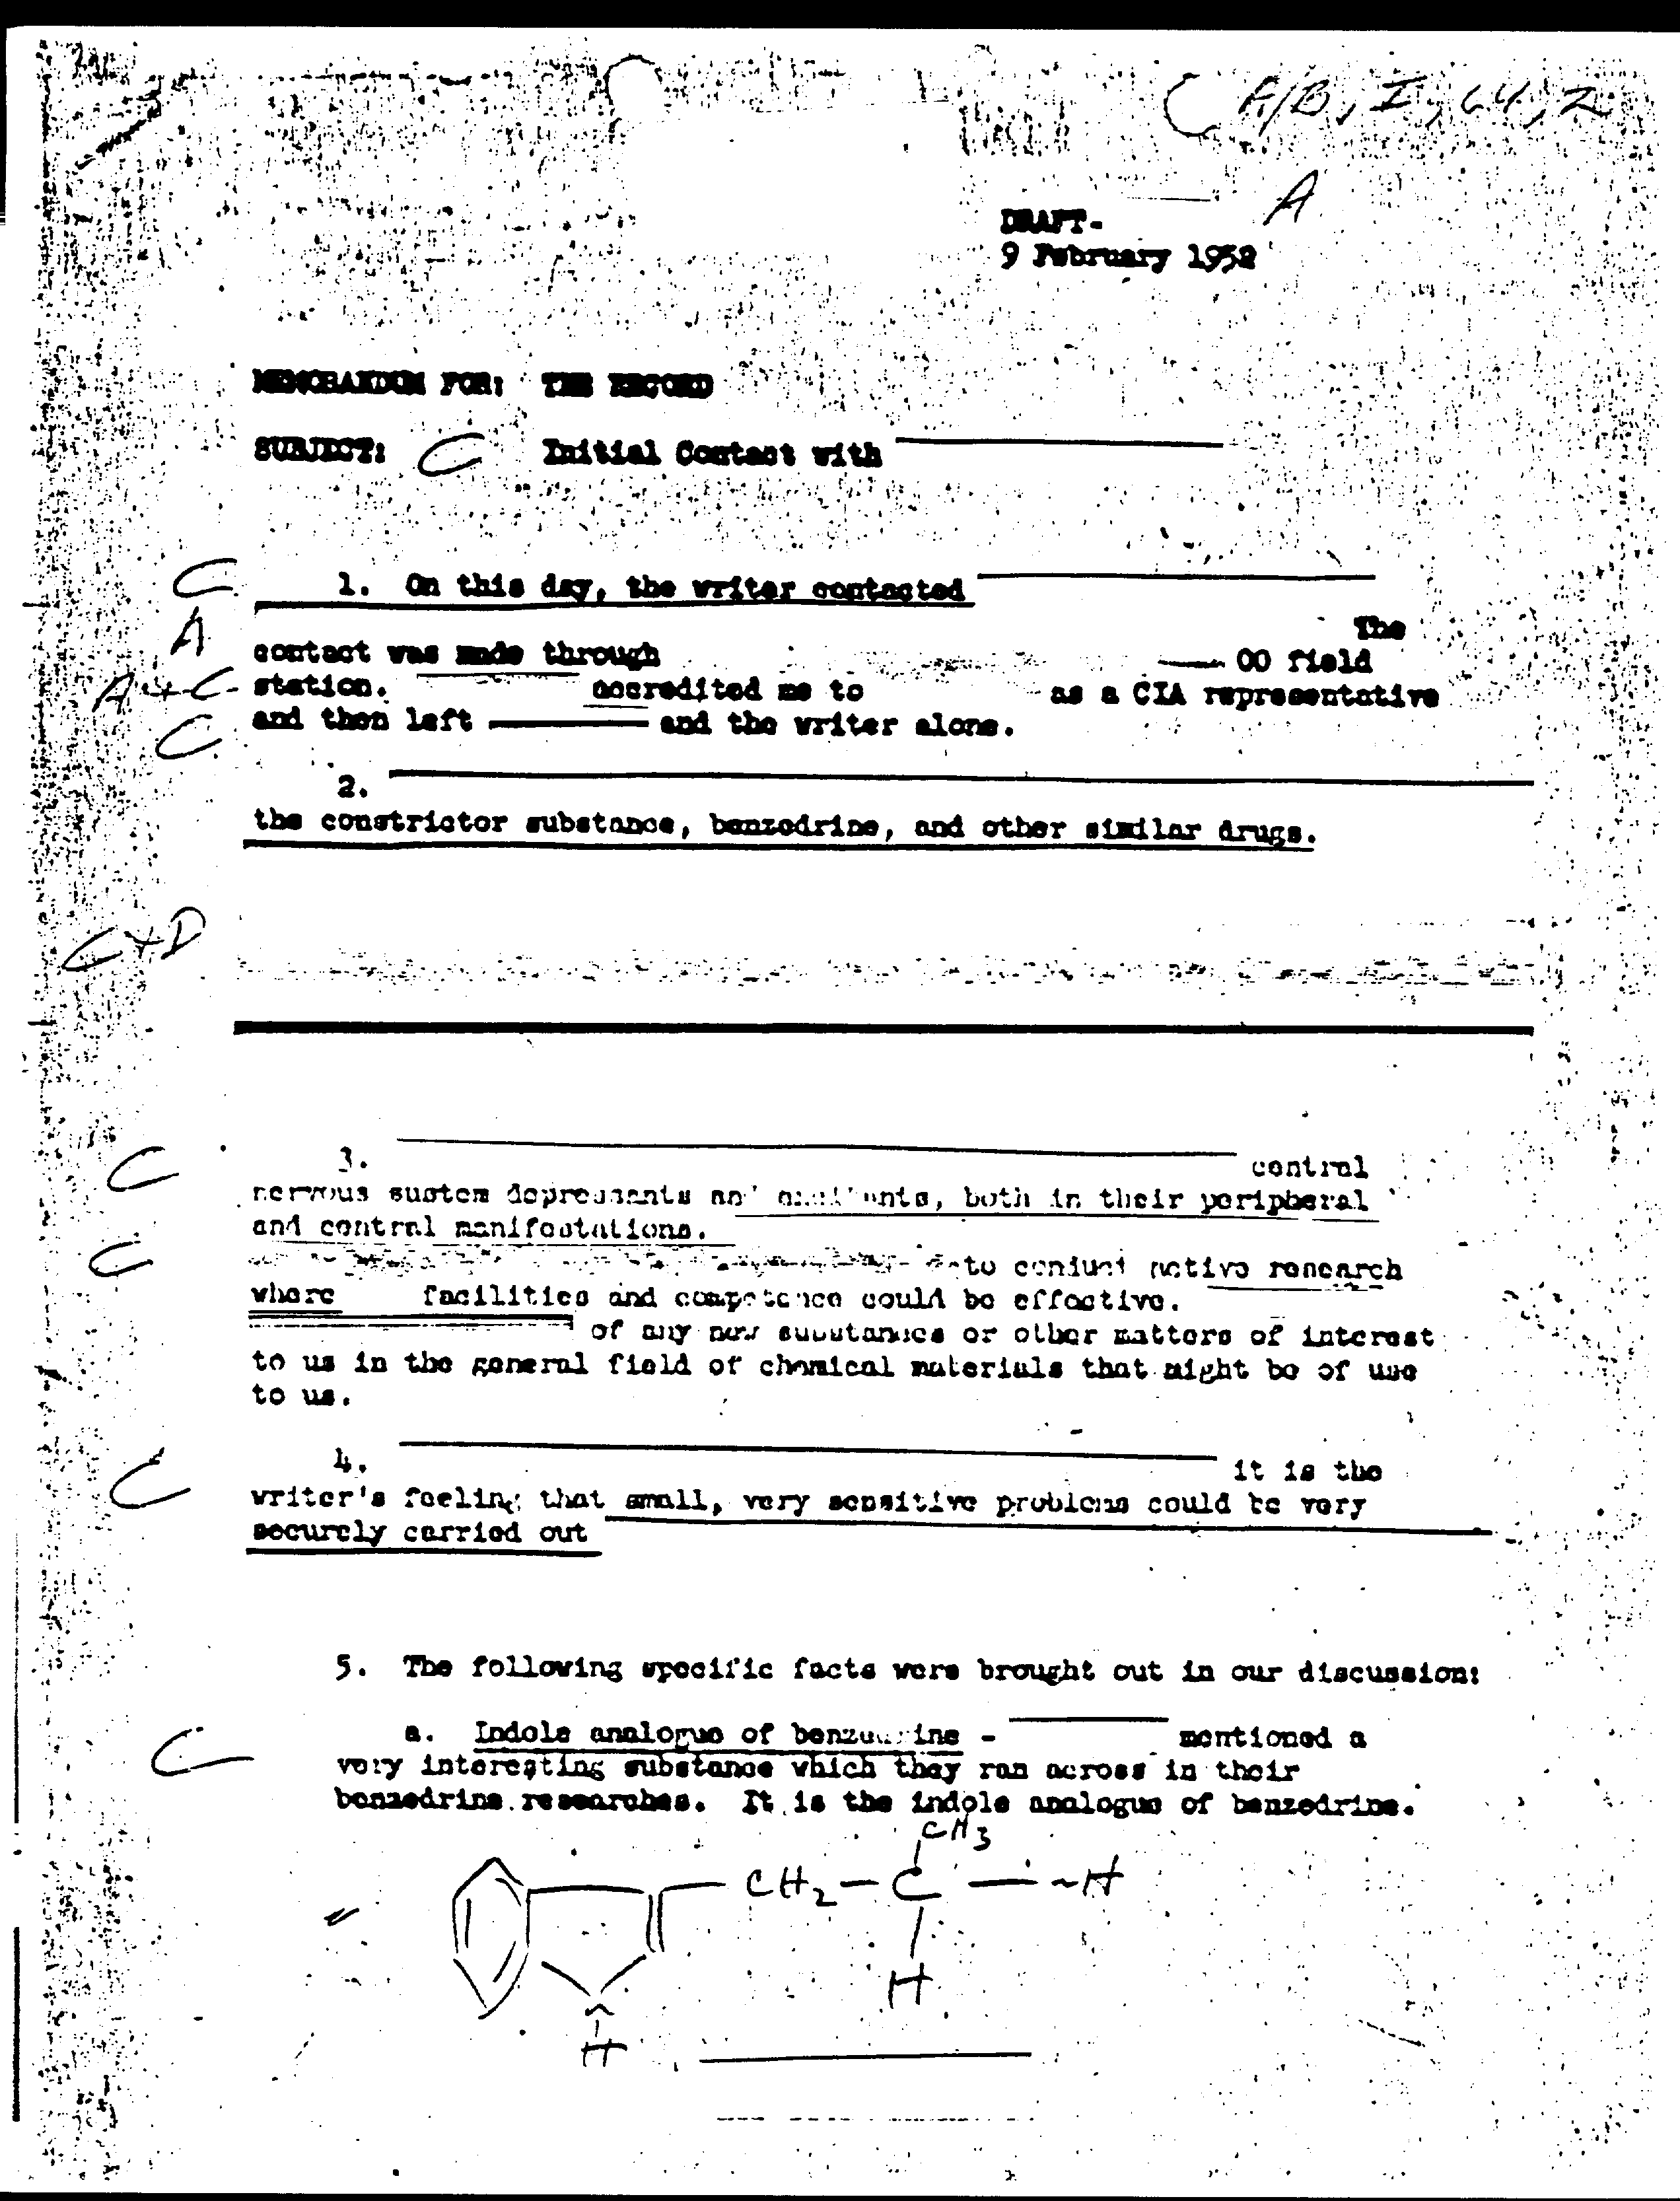 A/B, I, 64, 2
A
DRAFT-
9 February 1952
MEMORANDUM FOR: THE RECORD
SUBJECT: C Initial Contact with
C 1. On this day, the writer contacted
A The
contact was made through 00 field
A + C station. accredited me to as a CIA representative
C and then left and the writer alone.
2.
the constrictor substance, benzedrine, and other similar drugs.
C + D
C 3. central
nervous sustem depressants and both in their peripheral
and central manifestations.
C to conduct active research
where facilities and competence could be effective.
of any new substances or other matters of interest
to us in the general field of chemical materials that might be of use
to us.
C 4. it is the
writer's feeling that small, very sensitive problems could be very
securely carried out
5. The following specific facts were brought out in our discussion:
C a. Indole analogue of benzedrine - mentioned a
very interesting substance which they ran across in their
benzedrine researches. It is the indole analogue of benzedrine.
CH3
CH2 - C - H
H
H